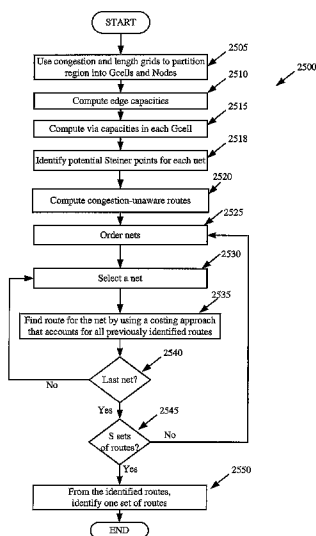 START
Use congestion and length grids to partition
region into Gcells and Nodes
2505
2500
2510
Compute edge capacities
2515
Compute via capacities in each Gcell
2518
Identify potential Steiner points for each net
2520
Compute congestion-unaware routes
2525
Order nets
2530
Select a net
2535
Find route for the net by using a costing approach
that accounts for all previously identified routes
2540
Last net?
No
Yes
2545
S sets
of routes?
No
Yes
2550
From the identified routes,
identify one set of routes
END